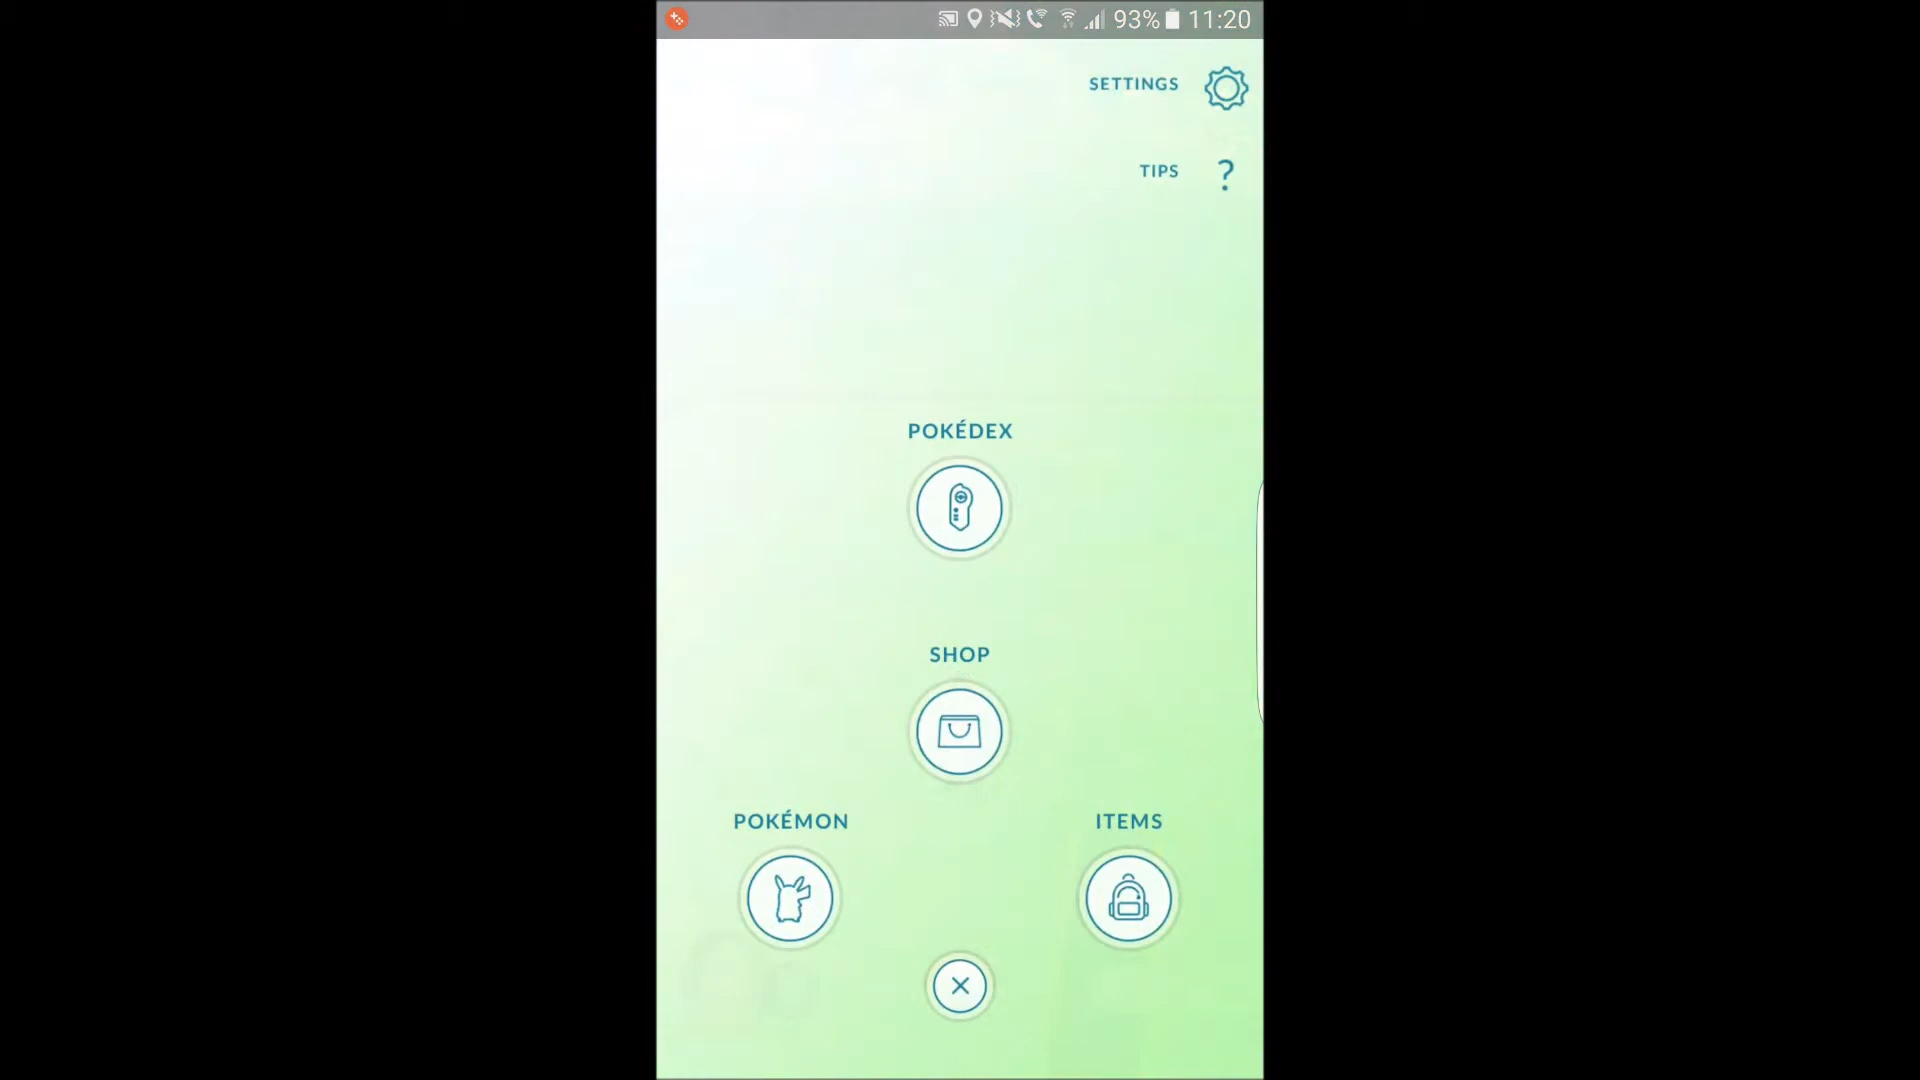 93% 11:20
SETTINGS
TIPS ?
POKÉDEX
SHOP
POKÉMON
ITEMS